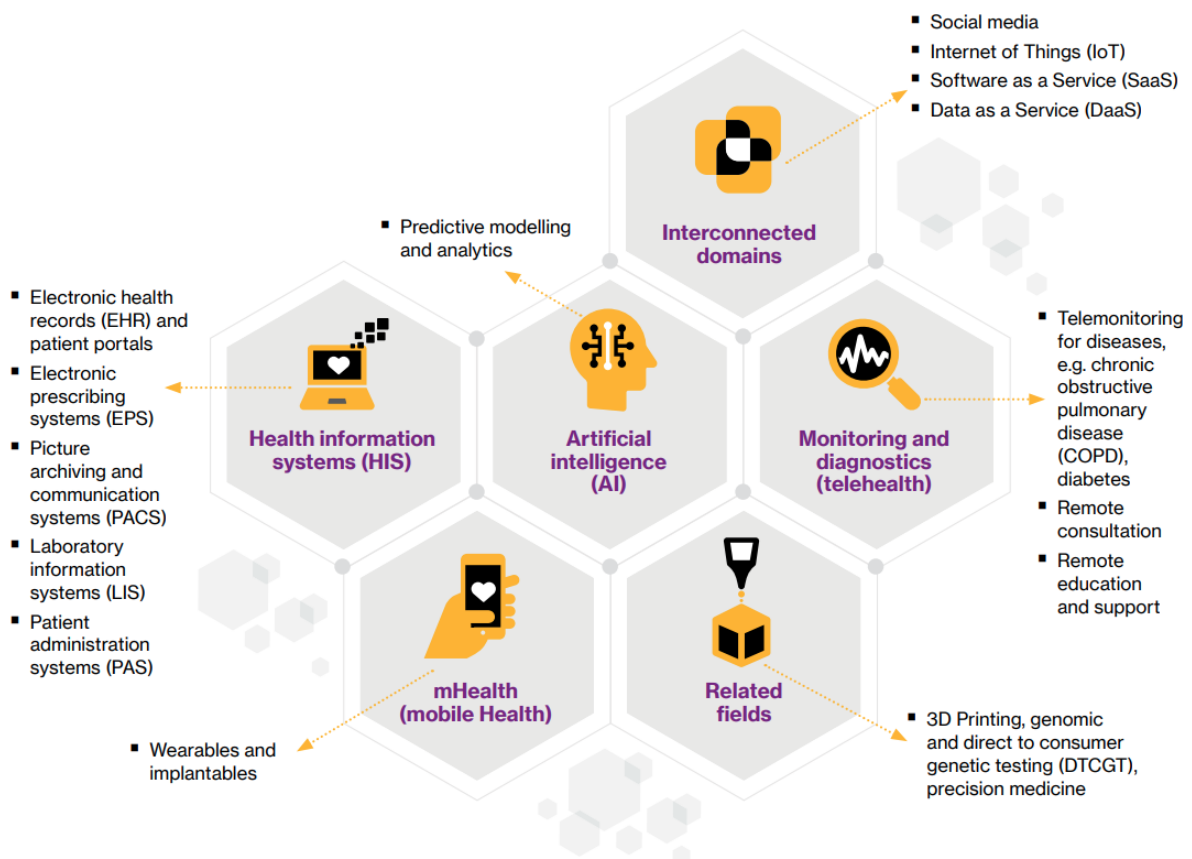 ▪ Social media
▪ Internet of Things (IoT)
▪ Software as a Service (SaaS)
▪ Data as a Service (DaaS)
Interconnected
domains
▪ Predictive modelling
and analytics
▪ Electronic health
records (EHR) and
patient portals
▪ Electronic
prescribing
systems (EPS)
▪ Picture
archiving and
communication
systems (PACS)
▪ Laboratory
information
systems (LIS)
▪ Patient
administration
systems (PAS)
Health information
systems (HIS)
Artificial
intelligence
(AI)
Monitoring and
diagnostics
(telehealth)
▪ Telemonitoring
for diseases,
e.g. chronic
obstructive
pulmonary
disease
(COPD),
diabetes
▪ Remote
consultation
▪ Remote
education
and support
mHealth
(mobile Health)
▪ Wearables and
implantables
Related
fields
▪ 3D Printing, genomic
and direct to consumer
genetic testing (DTCGT),
precision medicine